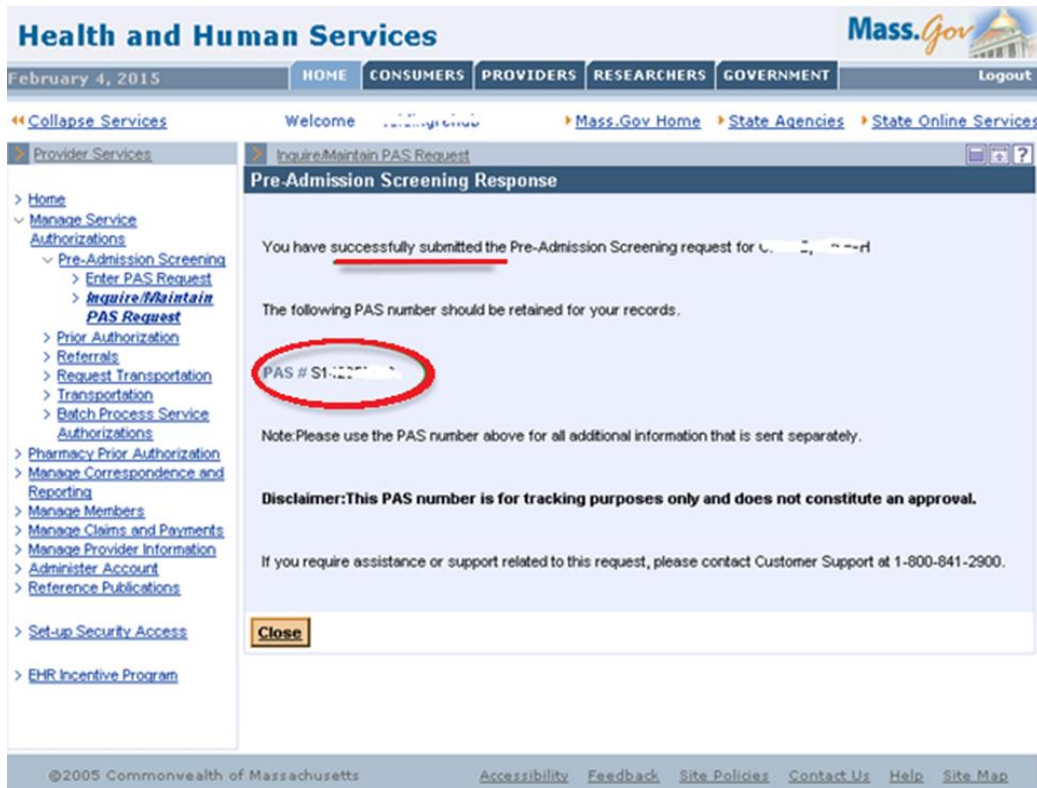 Health and Human Services
Mass.Gov
February 4, 2015
HOME CONSUMERS PROVIDERS RESEARCHERS GOVERNMENT
Logout
Collapse Services
Welcome
Mass.Gov Home State Agencies State Online Services
Provider Services
Inquire/Maintain PAS Request
?
> Home
Manage Service
Authorizations
Pre-Admission Screening
> Enter PAS Request
> Inquire/Maintain
PAS Request
> Prior Authorization
> Referrals
> Request Transportation
> Transportation
> Batch Process Service
Authorizations
> Pharmacy Prior Authorization
> Manage Correspondence and
Reporting
> Manage Members
> Manage Claims and Payments
> Manage Provider Information
> Administer Account
> Reference Publications
> Set-up Security Access
> EHR Incentive Program
Pre-Admission Screening Response
You have successfully submitted the Pre-Admission Screening request for
The following PAS number should be retained for your records.
PAS #
Note:Please use the PAS number above for all additional information that is sent separately.
Disclaimer:This PAS number is for tracking purposes only and does not constitute an approval.
If you require assistance or support related to this request, please contact Customer Support at 1-800-841-2900.
Close
©2005 Commonwealth of Massachusetts
Accessibility Feedback Site Policies Contact Us Help Site Map